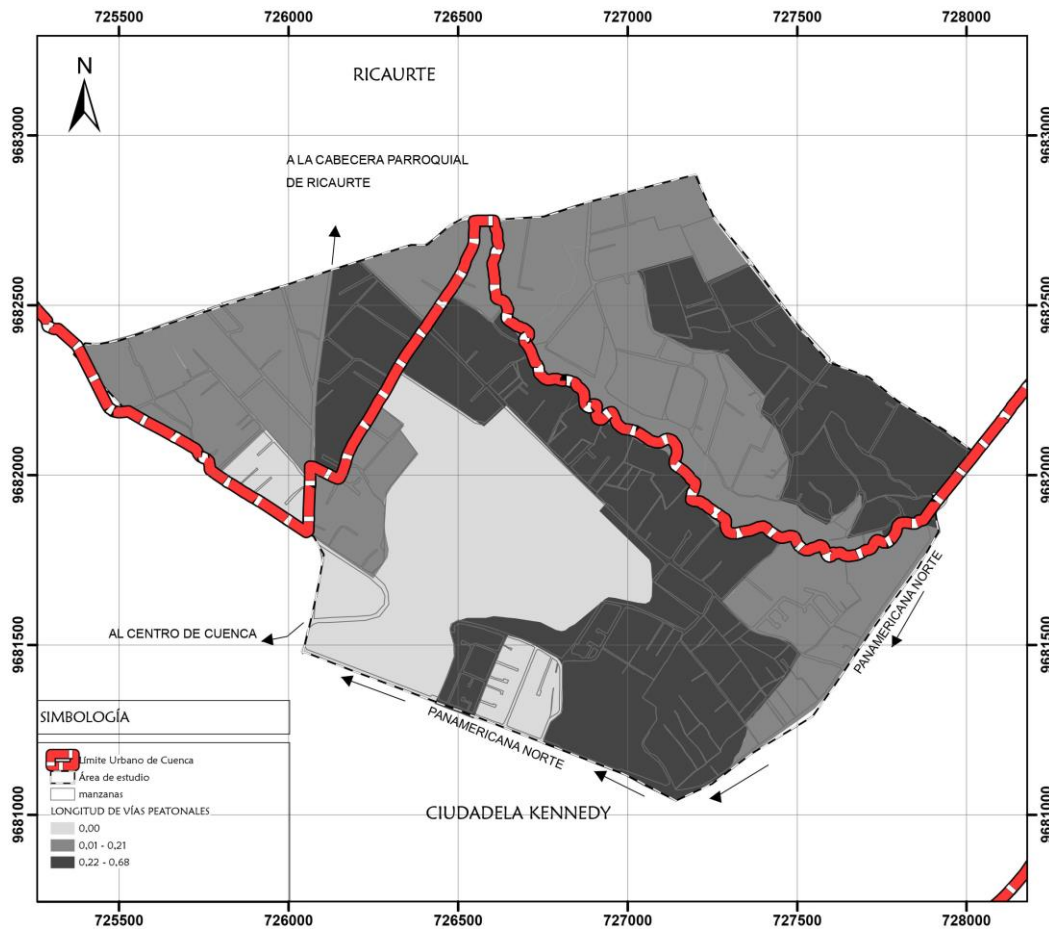 725500 726000 726500 727000 727500 728000
RICAURTE
N
9683000 9683000
A LA CABECERA PARROQUIAL
DE RICAURTE
9682500 9682500
9682000 9682000
AL CENTRO DE CUENCA
PANAMERICANA NORTE
9681500 9681500
PANAMERICANA NORTE
CIUDADELA KENNEDY
9681000 9681000
SIMBOLOGÍA
Límite Urbano de Cuenca
Área de estudio
manzanas
LONGITUD DE VÍAS PEATONALES
0,00
0,01 - 0,21
0,22 - 0,68
725500 726000 726500 727000 727500 728000